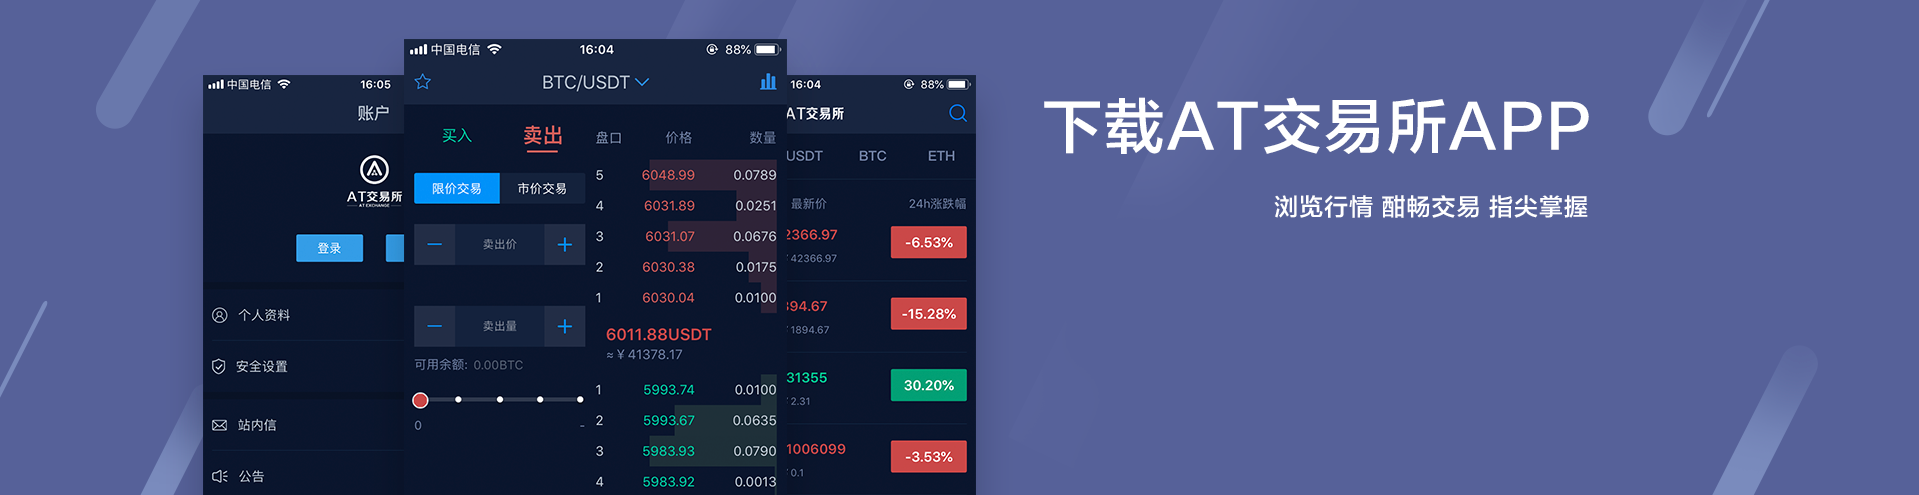 中国电信
16:05
账户
AT交易所
AT EXCHANGE
登录
个人资料
安全设置
站内信
公告
中国电信 16:04 88%
BTC/USDT
买入 卖出
限价交易 市价交易
— 卖出价 +
— 卖出量 +
可用余额: 0.00BTC
0 -
盘口 价格 数量
5 6048.99 0.0789
4 6031.89 0.0251
3 6031.07 0.0676
2 6030.38 0.0175
1 6030.04 0.0100
6011.88USDT
≈¥41378.17
1 5993.74 0.0100
2 5993.67 0.0635
3 5983.93 0.0790
4 5983.92 0.0013
16:04 88%
AT交易所
USDT BTC ETH
最新价 24h涨跌幅
2366.97 -6.53%
42366.97
394.67 -15.28%
1894.67
31355 30.20%
2.31
1006099 -3.53%
0.1
下载AT交易所APP
浏览行情 酣畅交易 指尖掌握